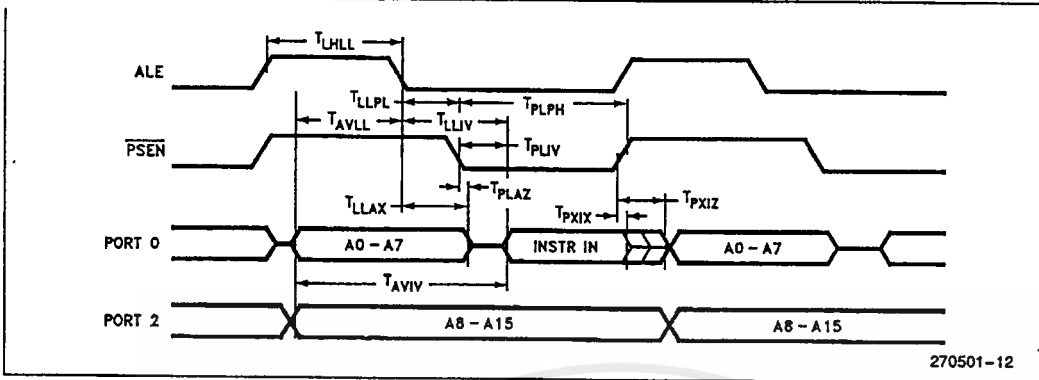 TLHLL
ALE
TLLPL
TPLPH
TAVLL
TLLIV
PSEN
TPLIV
TPLAZ
TLLAX
TPXIZ
TPXIX
PORT 0
A0-A7
INSTR IN
A0-A7
TAVIV
PORT 2
A8-A15
A8-A15
270501-12